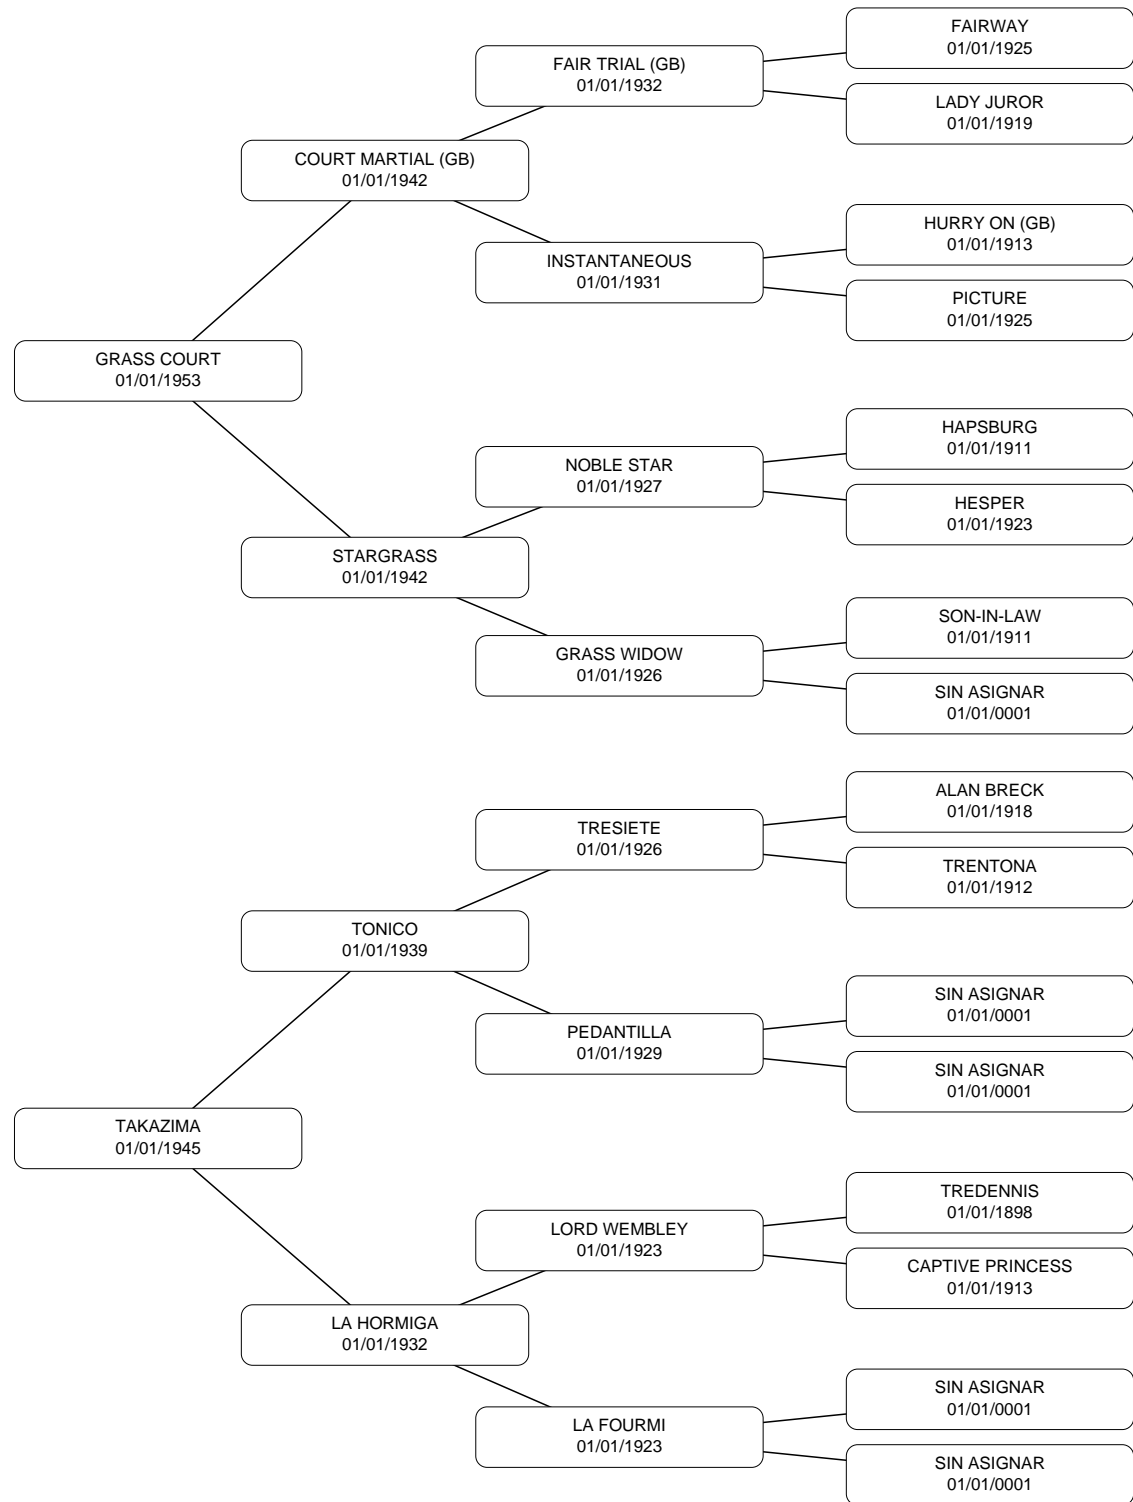 FAIRWAY
01/01/1925
FAIR TRIAL (GB)
01/01/1932
LADY JUROR
01/01/1919
COURT MARTIAL (GB)
01/01/1942
HURRY ON (GB)
01/01/1913
INSTANTANEOUS
01/01/1931
PICTURE
01/01/1925
GRASS COURT
01/01/1953
HAPSBURG
01/01/1911
NOBLE STAR
01/01/1927
HESPER
01/01/1923
STARGRASS
01/01/1942
SON-IN-LAW
01/01/1911
GRASS WIDOW
01/01/1926
SIN ASIGNAR
01/01/0001
ALAN BRECK
01/01/1918
TRESIETE
01/01/1926
TRENTONA
01/01/1912
TONICO
01/01/1939
SIN ASIGNAR
01/01/0001
PEDANTILLA
01/01/1929
SIN ASIGNAR
01/01/0001
TAKAZIMA
01/01/1945
TREDENNIS
01/01/1898
LORD WEMBLEY
01/01/1923
CAPTIVE PRINCESS
01/01/1913
LA HORMIGA
01/01/1932
SIN ASIGNAR
01/01/0001
LA FOURMI
01/01/1923
SIN ASIGNAR
01/01/0001